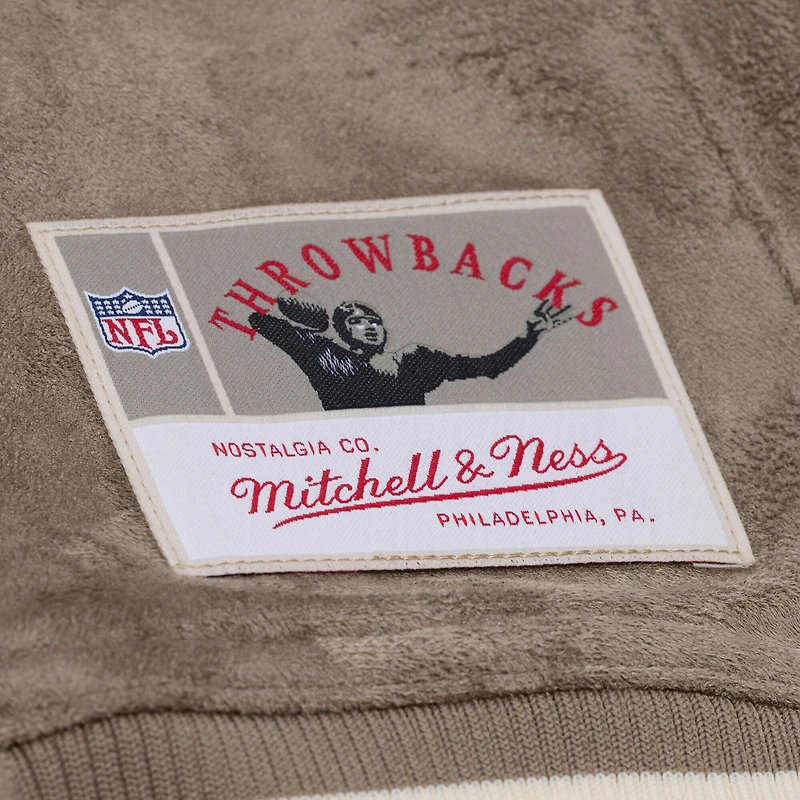 THROWBACKS
NFL
NOSTALGIA CO.
Mitchell & Ness
PHILADELPHIA, PA.